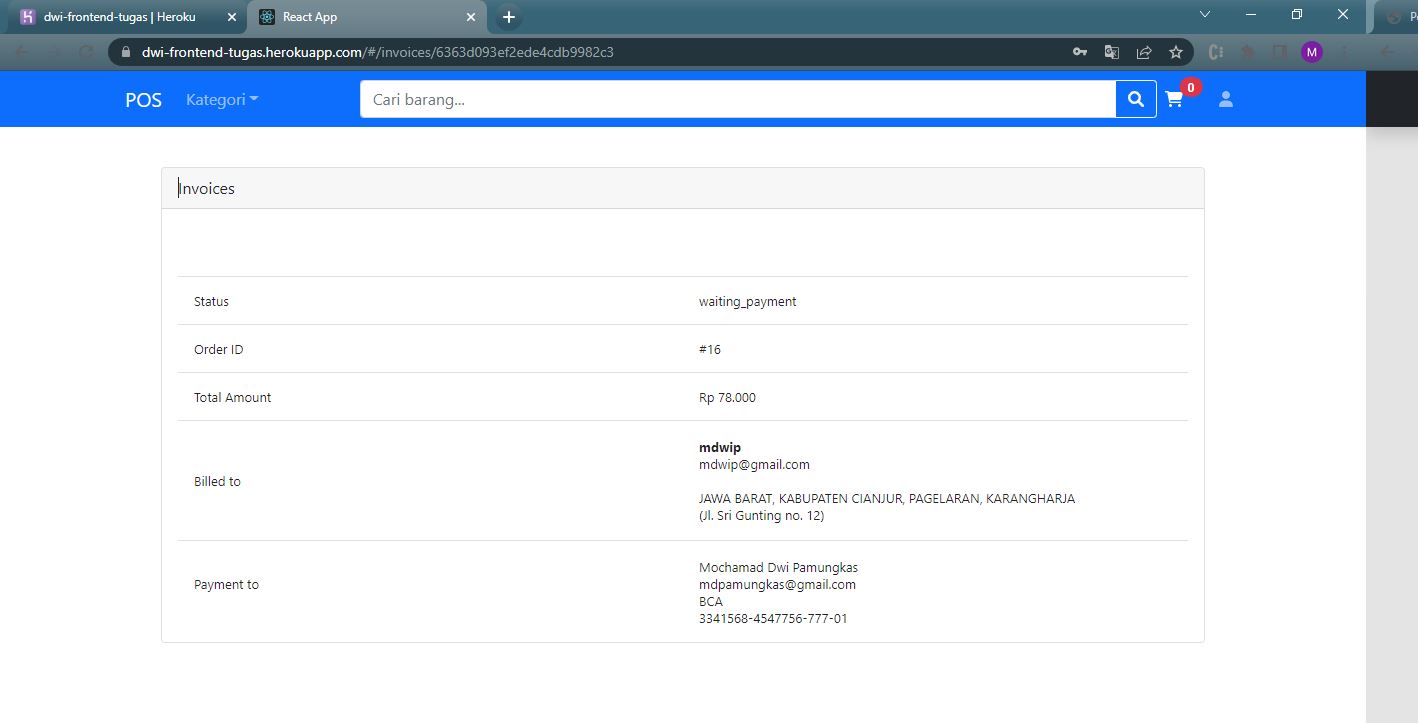 dwi-frontend-tugas | Heroku
React App
dwi-frontend-tugas.herokuapp.com/#/invoices/6363d093ef2ede4cdb9982c3
M
POS
Kategori
Cari barang...
0
Invoices
Status waiting_payment
Order ID #16
Total Amount Rp 78.000
Billed to
mdwip
mdwip@gmail.com
JAWA BARAT, KABUPATEN CIANJUR, PAGELARAN, KARANGHARJA
(Jl. Sri Gunting no. 12)
Payment to
Mochamad Dwi Pamungkas
mdpamungkas@gmail.com
BCA
3341568-4547756-777-01